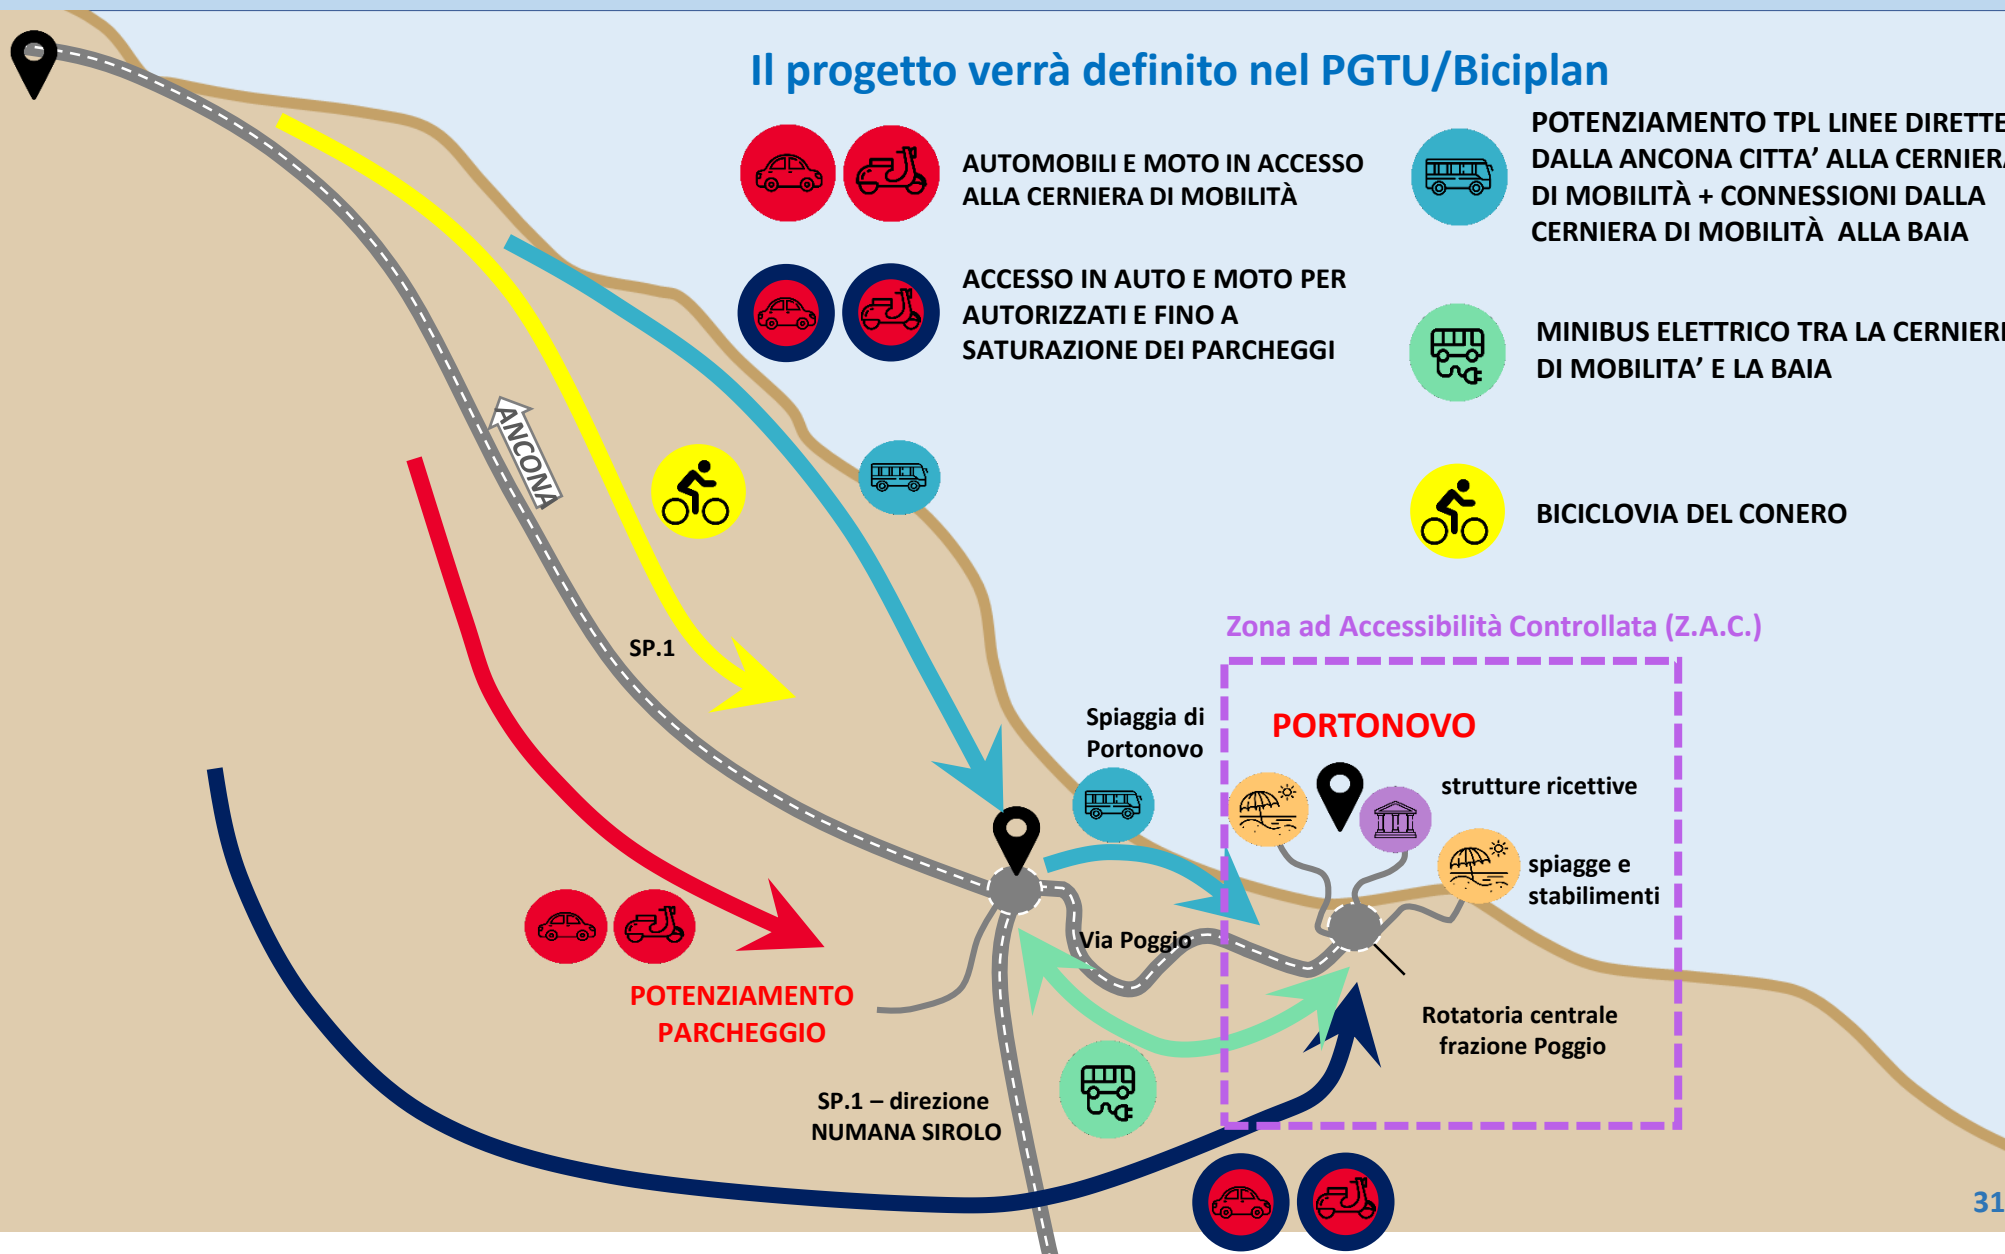 Il progetto verrà definito nel PGTU/Biciplan
AUTOMOBILI E MOTO IN ACCESSO
ALLA CERNIERA DI MOBILITÀ
POTENZIAMENTO TPL LINEE DIRETTE
DALLA ANCONA CITTA’ ALLA CERNIERA
DI MOBILITÀ + CONNESSIONI DALLA
CERNIERA DI MOBILITÀ ALLA BAIA
ACCESSO IN AUTO E MOTO PER
AUTORIZZATI E FINO A
SATURAZIONE DEI PARCHEGGI
MINIBUS ELETTRICO TRA LA
DI MOBILITA’ E LA BAIA
BICICLOVIA DEL CONERO
ANCONA
SP.1
Zona ad Accessibilità Controllata (Z.A.C.)
Spiaggia di
Portonovo
PORTONOVO
strutture ricettive
spiagge e
stabilimenti
Via Poggio
POTENZIAMENTO
PARCHEGGIO
Rotatoria centrale
frazione Poggio
SP.1 – direzione
NUMANA SIROLO
31